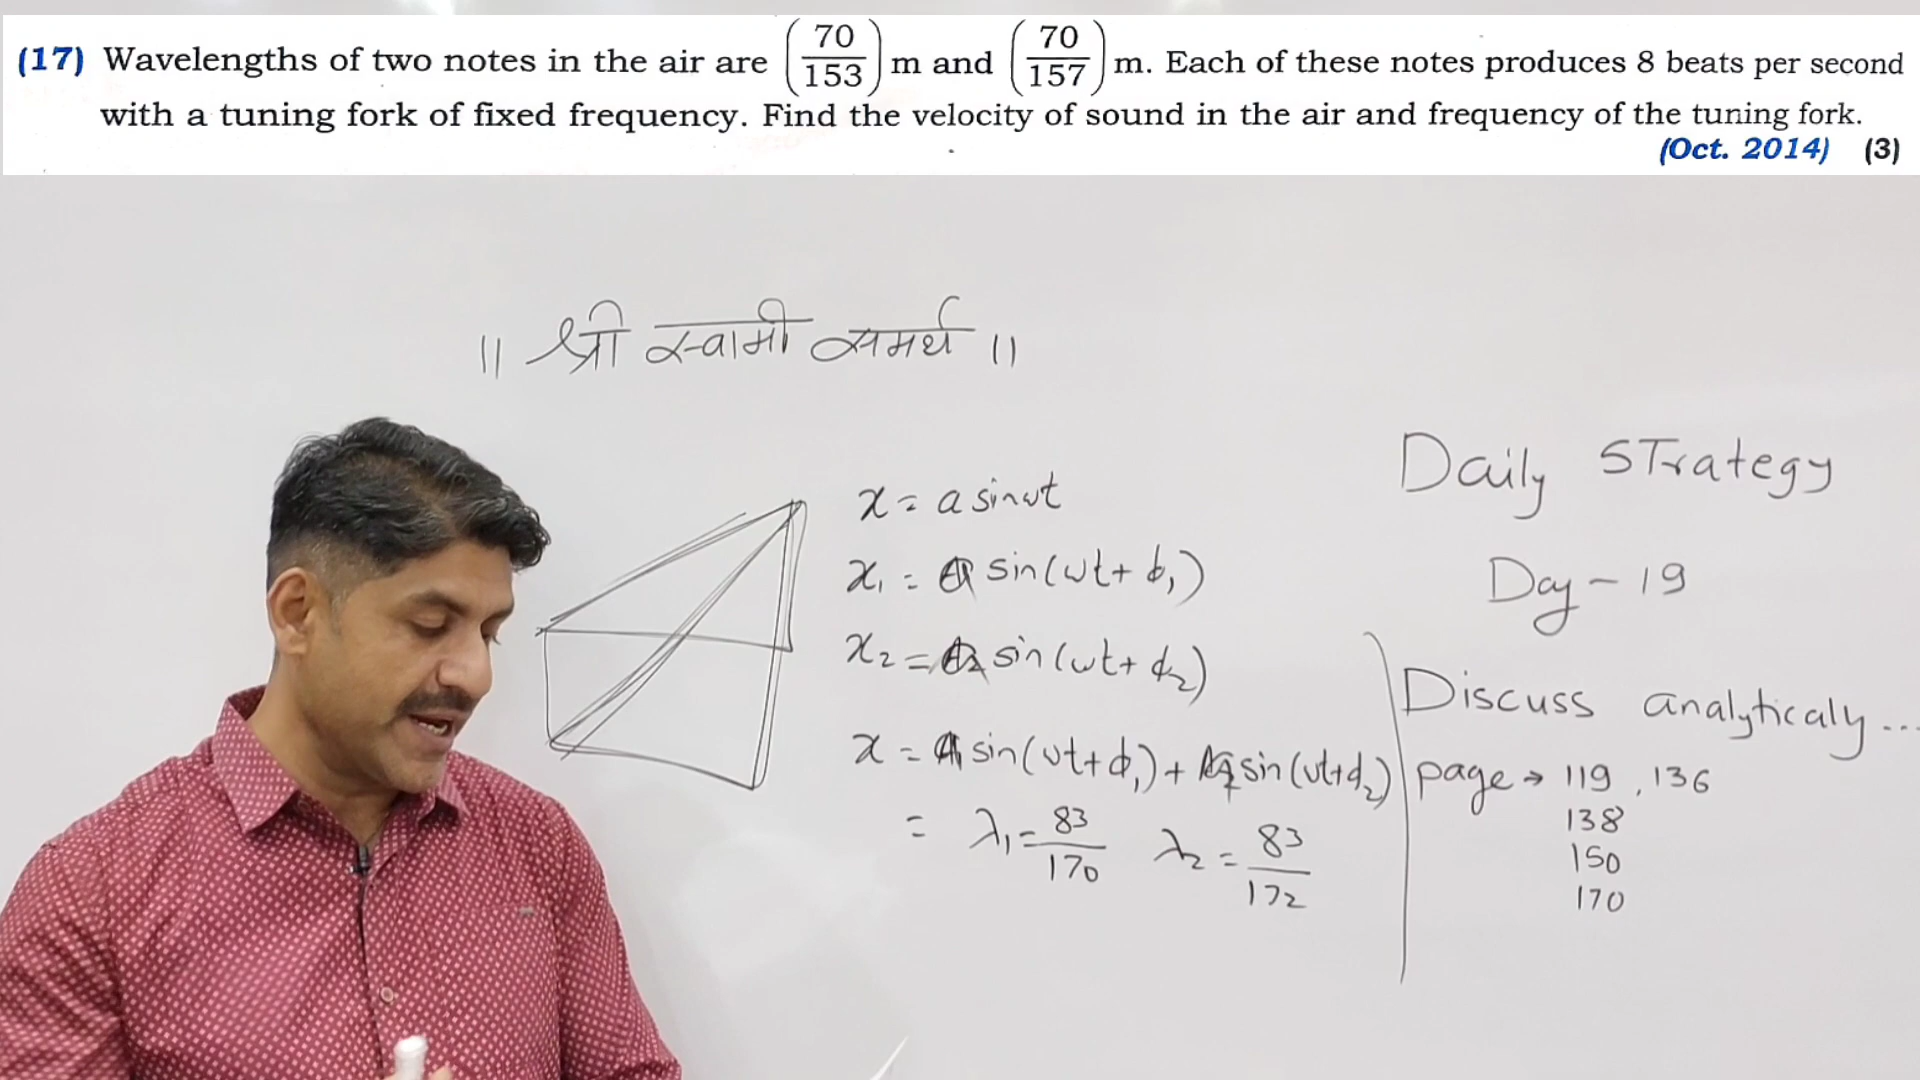 (17) Wavelengths of two notes in the air are (70/153) m and (70/157) m. Each of these notes produces 8 beats per second
with a tuning fork of fixed frequency. Find the velocity of sound in the air and frequency of the tuning fork.
(Oct. 2014) (3)
॥ श्री स्वामी समर्थ ॥
Daily STrategy
Day - 19
x = a sinωt
x₁ = sin(ωt + ϕ₁)
x₂ = sin(ωt + ϕ₂)
x = sin(ωt + ϕ₁) + sin(ωt + ϕ₂)
= λ₁ = 83/170 λ₂ = 83/172
Discuss analyticaly...
page → 119, 136
138
150
170